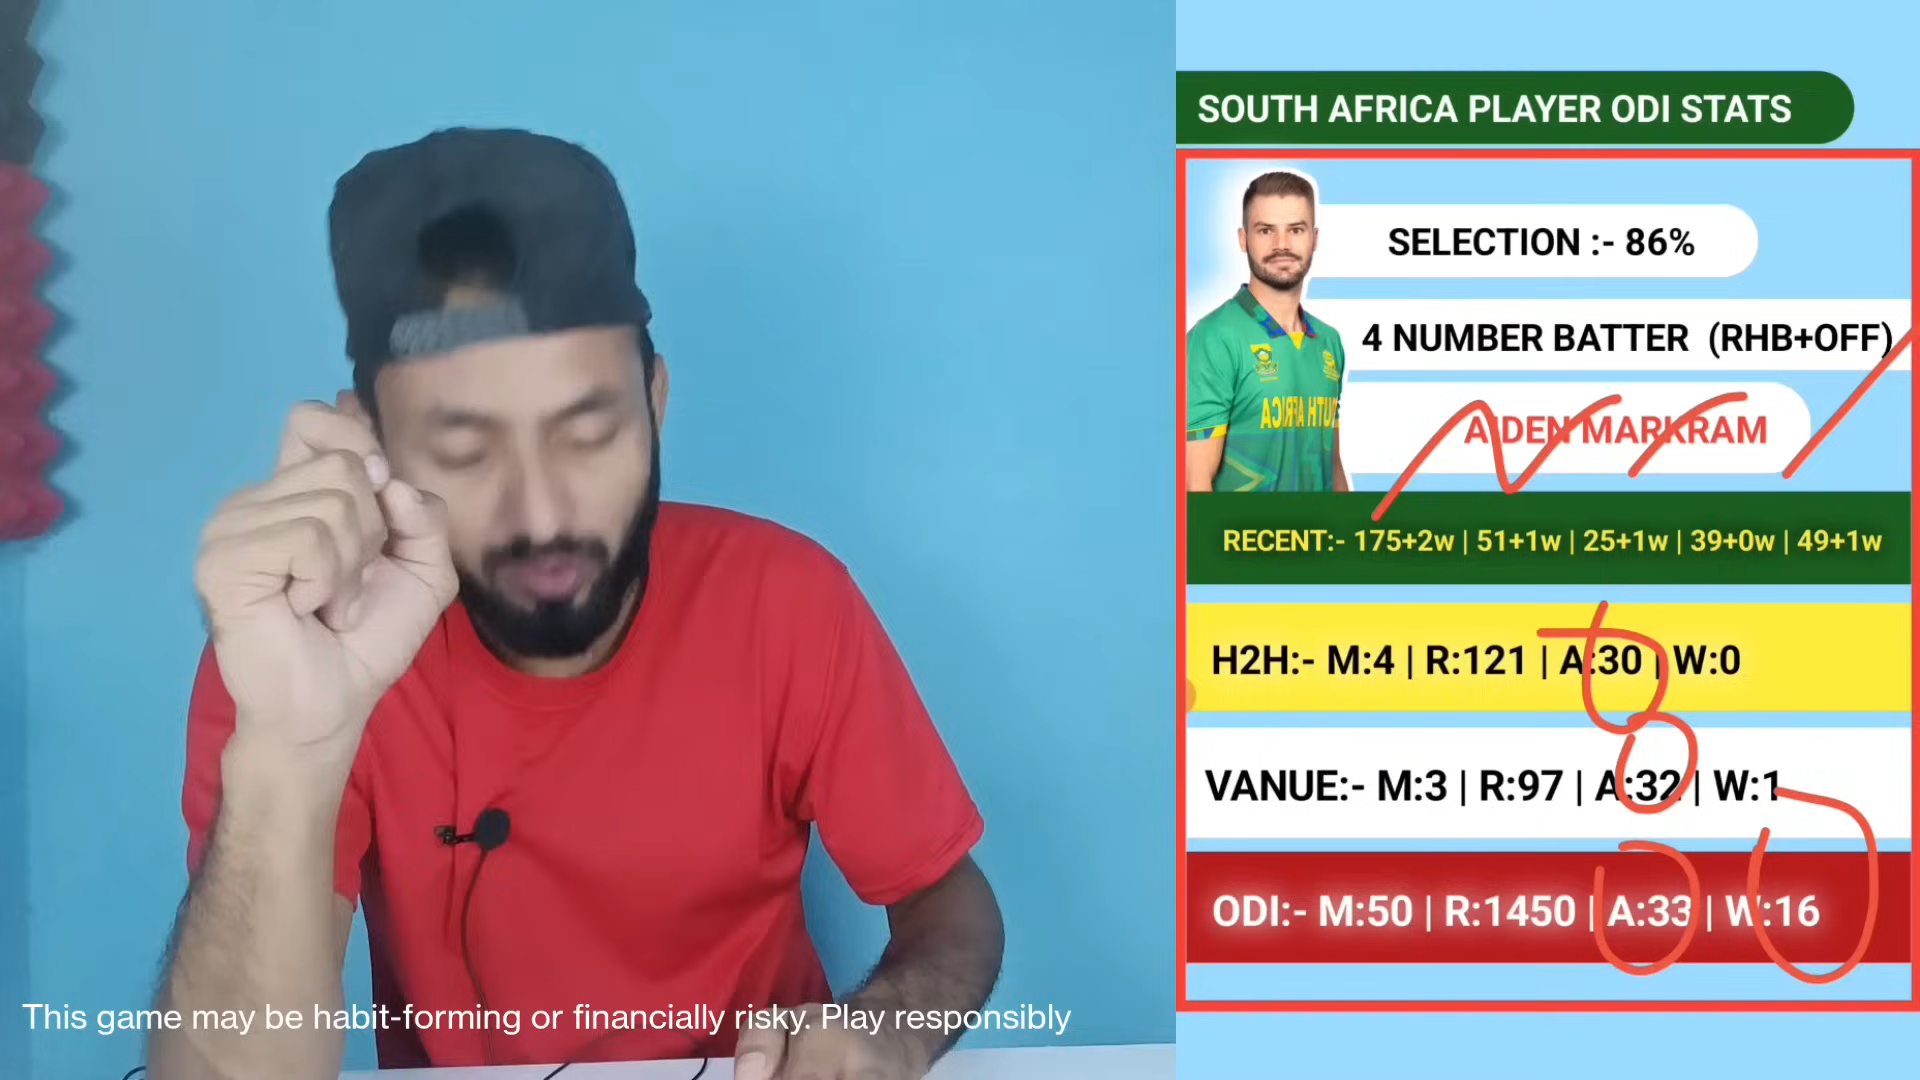 SOUTH AFRICA PLAYER ODI STATS
SELECTION :- 86%
4 NUMBER BATTER (RHB+OFF)
AIDEN MARKRAM
RECENT:- 175+2w | 51+1w | 25+1w | 39+0w | 49+1w
H2H:- M:4 | R:121 | A:30 | W:0
VANUE:- M:3 | R:97 | A:32 | W:1
ODI:- M:50 | R:1450 | A:33 | W:16
This game may be habit-forming or financially risky. Play responsibly